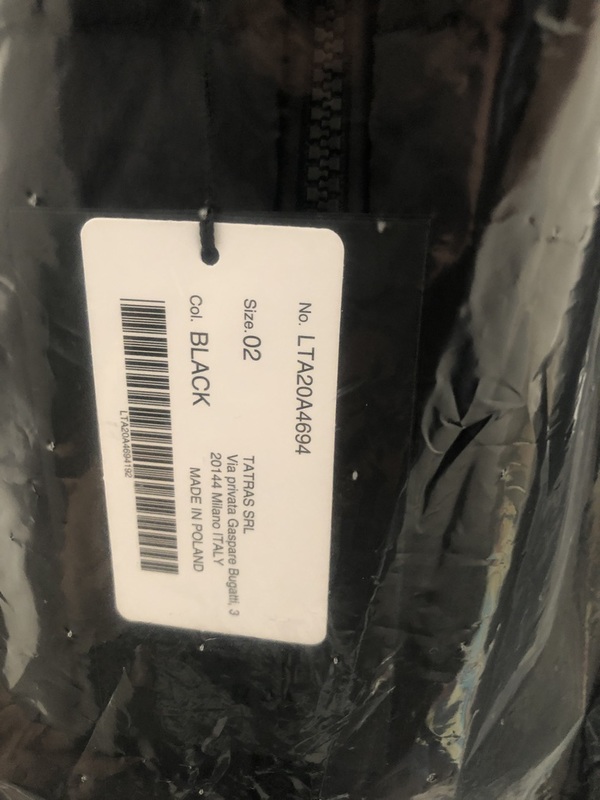 No. LTA20A4694
Size. 02
Col. BLACK
TATRAS SRL
Via privata Gaspare Bugatti, 3
20144 Milano ITALY
MADE IN POLAND
LTA20A4694192